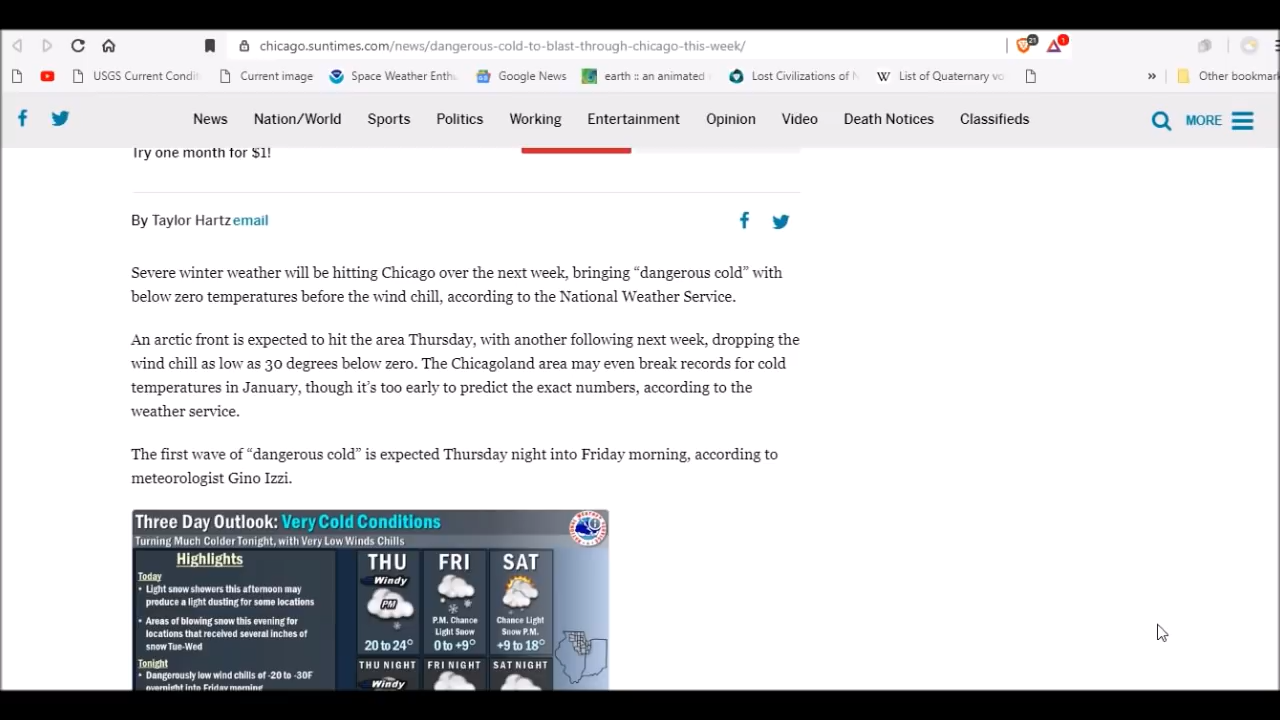 chicago.suntimes.com/news/dangerous-cold-to-blast-through-chicago-this-week/
21
1
USGS Current Condit
Current image
Space Weather Enthu
Google News
earth :: an animated
Lost Civilizations of N
List of Quaternary vo
»
Other bookmark
News
Nation/World
Sports
Politics
Working
Entertainment
Opinion
Video
Death Notices
Classifieds
MORE
Try one month for $1!
By Taylor Hartz email
Severe winter weather will be hitting Chicago over the next week, bringing “dangerous cold” with
below zero temperatures before the wind chill, according to the National Weather Service.
An arctic front is expected to hit the area Thursday, with another following next week, dropping the
wind chill as low as 30 degrees below zero. The Chicagoland area may even break records for cold
temperatures in January, though it’s too early to predict the exact numbers, according to the
weather service.
The first wave of “dangerous cold” is expected Thursday night into Friday morning, according to
meteorologist Gino Izzi.
Three Day Outlook: Very Cold Conditions
Turning Much Colder Tonight, with Very Low Winds Chills
Highlights
Today
• Light snow showers this afternoon may
produce a light dusting for some locations
• Areas of blowing snow this evening for
locations that received several inches of
snow Tue-Wed
Tonight
• Dangerously low wind chills of -20 to -30F
overnight into Friday morning
THU
Windy
PM
20 to 24°
FRI
P.M. Chance
Light Snow
0 to +9°
SAT
Chance Light
Snow P.M.
+9 to 18°
THU NIGHT
Windy
FRI NIGHT
SAT NIGHT